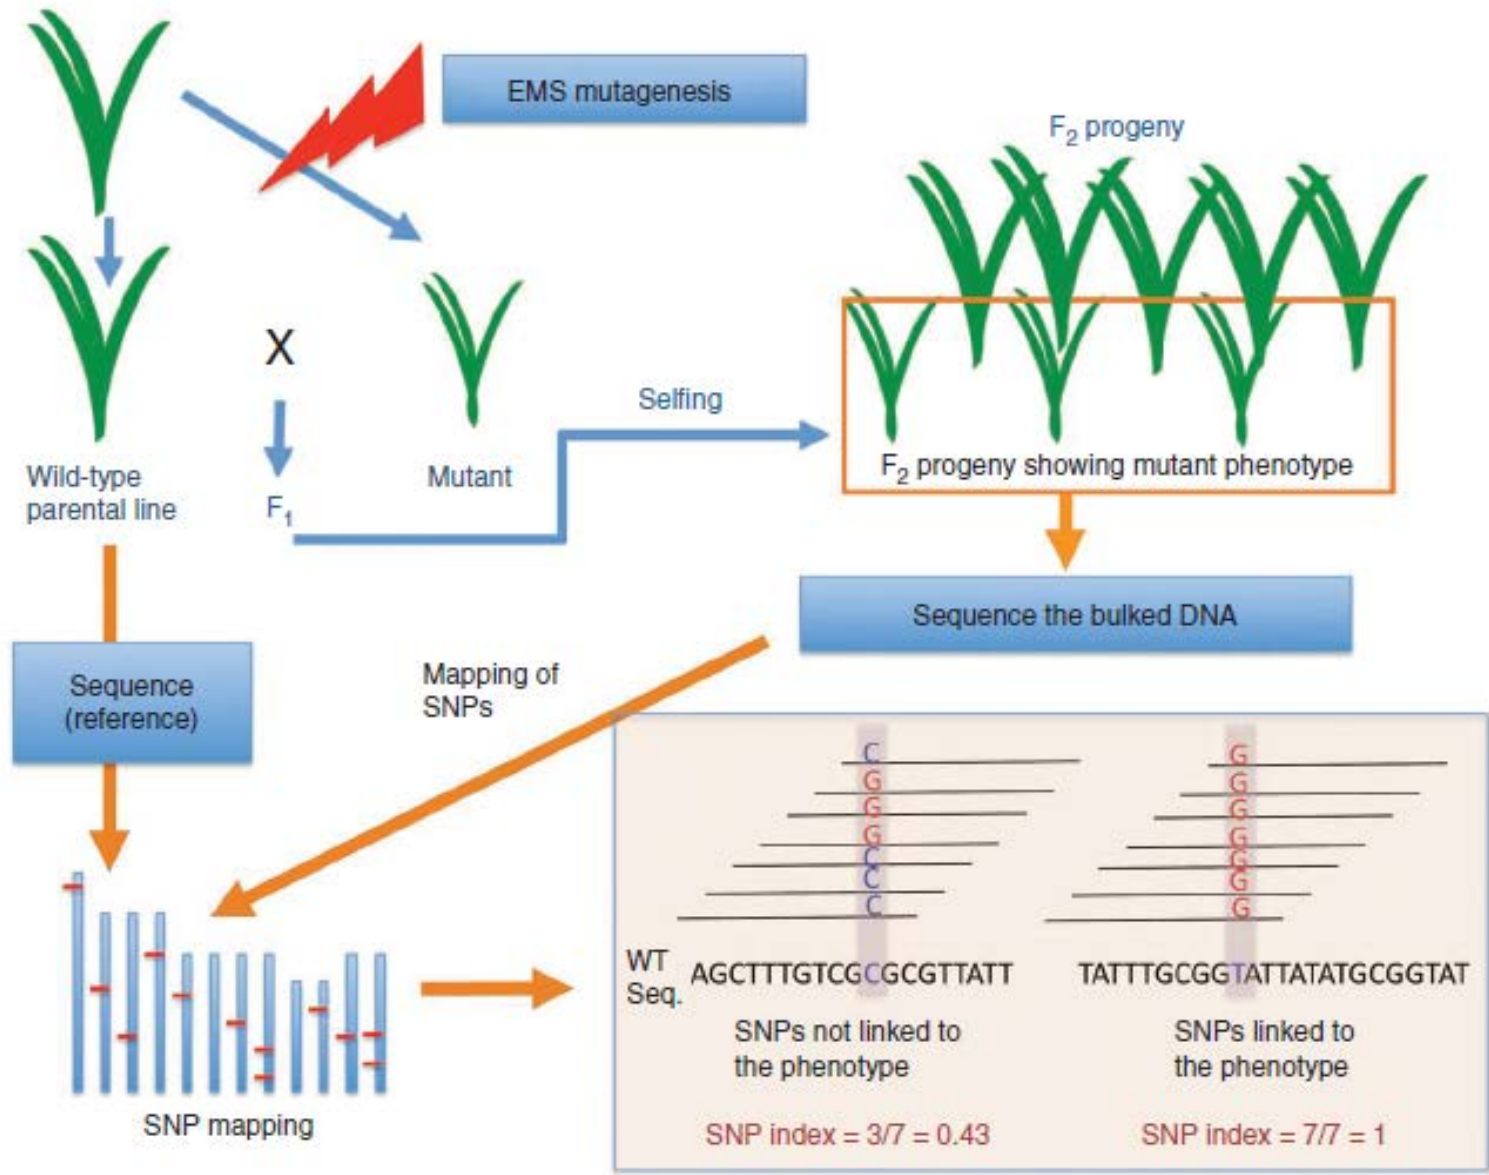 EMS mutagenesis
F₂ progeny
X
Selfing
F₂ progeny showing mutant phenotype
Wild-type
parental line
Mutant
F₁
Sequence the bulked DNA
Sequence
(reference)
Mapping of
SNPs
C
G
G
G
C
C
C
G
G
G
G
G
G
G
WT
Seq.
AGCTTTGTCGCGCGTTATT
TATTTGCGGTATTATATGCGGTAT
SNPs not linked to
the phenotype
SNPs linked to
the phenotype
SNP mapping
SNP index = 3/7 = 0.43
SNP index = 7/7 = 1